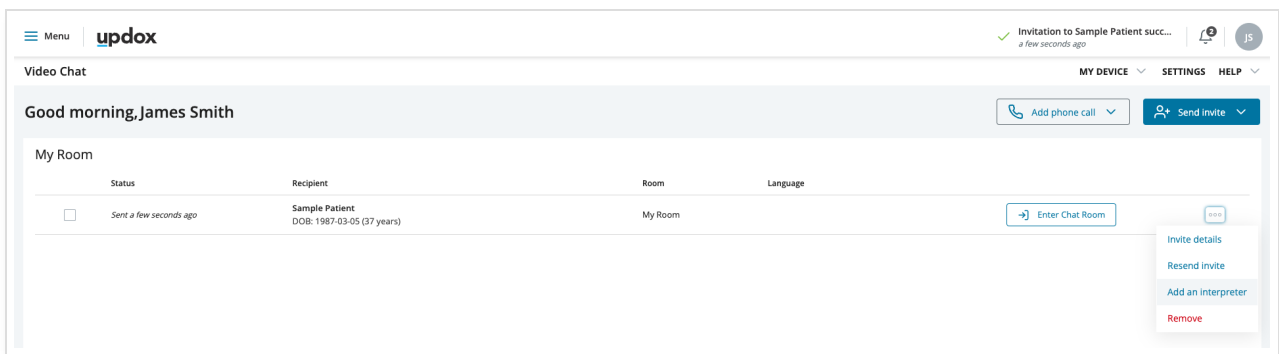 Menu
updox
Invitation to Sample Patient succ...
a few seconds ago
2
JS
Video Chat
MY DEVICE
SETTINGS
HELP
Good morning, James Smith
Add phone call
Send invite
My Room
Status
Recipient
Room
Language
Sent a few seconds ago
Sample Patient
DOB: 1987-03-05 (37 years)
My Room
Enter Chat Room
Invite details
Resend invite
Add an interpreter
Remove